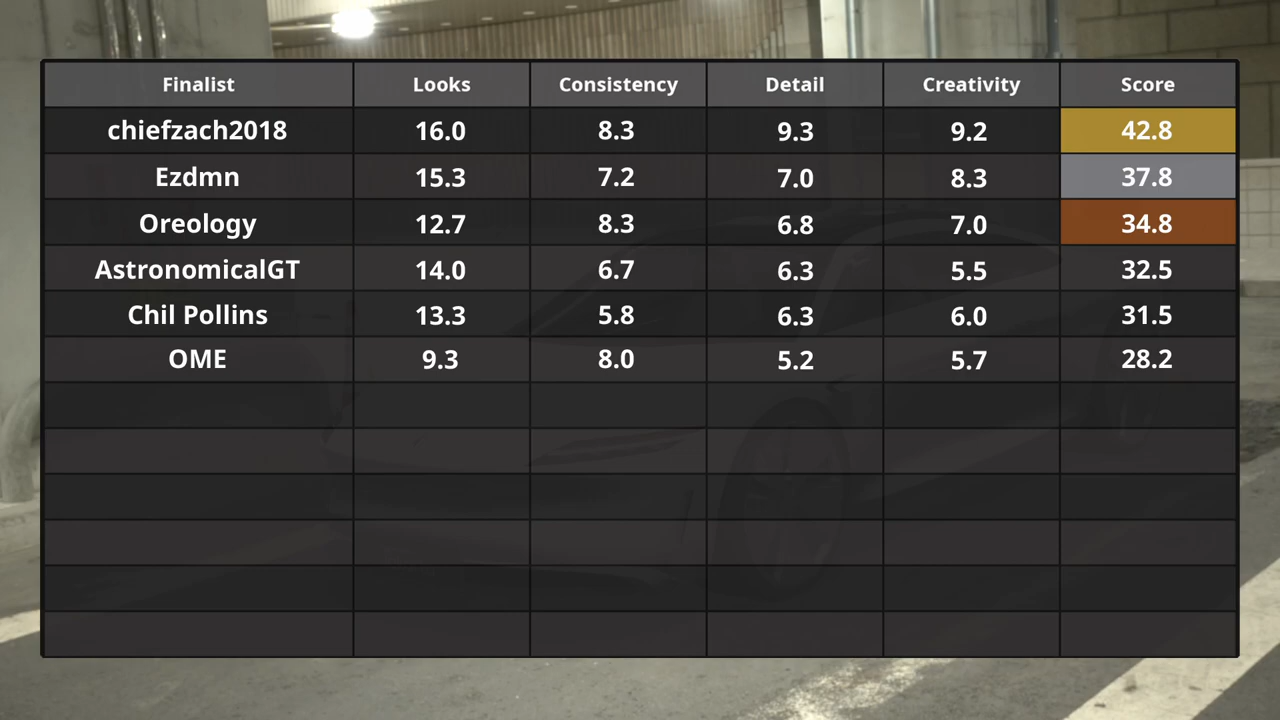 Finalist Looks Consistency Detail Creativity Score
chiefzach2018 16.0 8.3 9.3 9.2 42.8
Ezdmn 15.3 7.2 7.0 8.3 37.8
Oreology 12.7 8.3 6.8 7.0 34.8
AstronomicalGT 14.0 6.7 6.3 5.5 32.5
Chil Pollins 13.3 5.8 6.3 6.0 31.5
OME 9.3 8.0 5.2 5.7 28.2